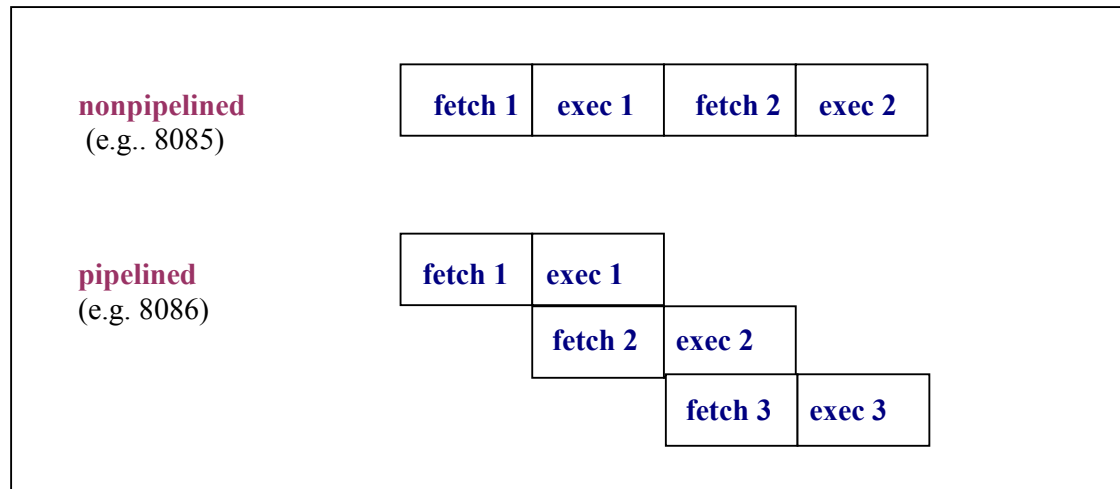 nonpipelined
(e.g.. 8085)
fetch 1 exec 1 fetch 2 exec 2
pipelined
(e.g. 8086)
fetch 1 exec 1
fetch 2 exec 2
fetch 3 exec 3